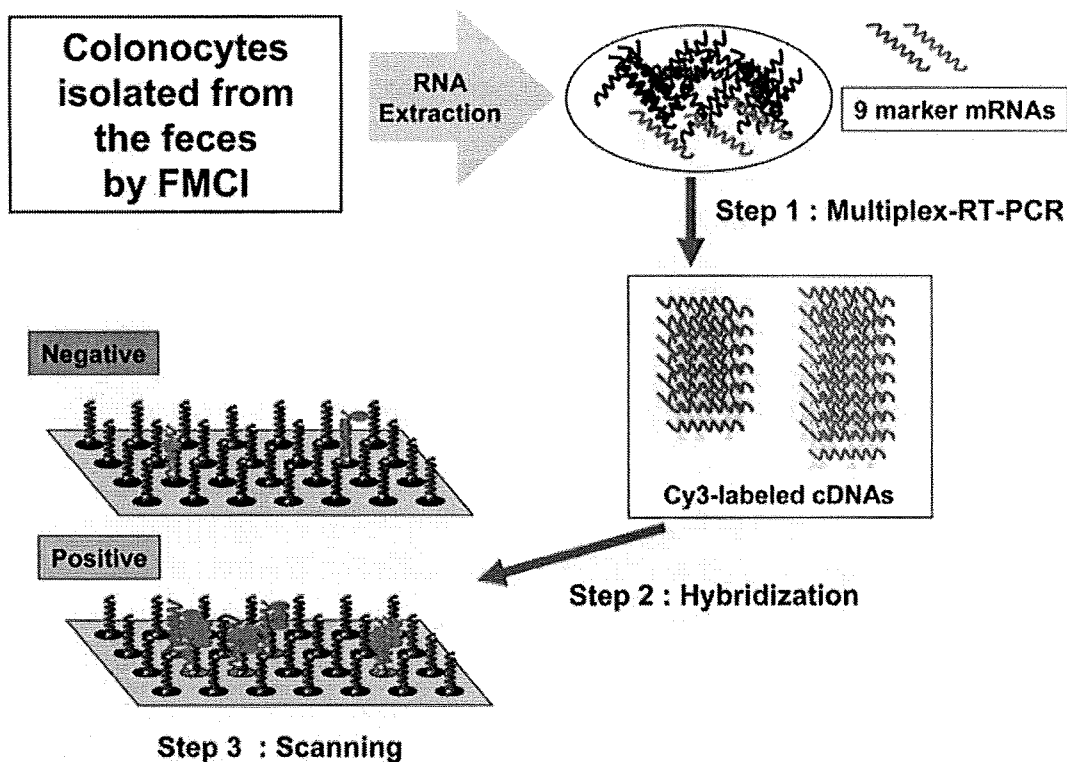 Colonocytes
isolated from
the feces
by FMCI
RNA
Extraction
9 marker mRNAs
Step 1 : Multiplex-RT-PCR
Cy3-labeled cDNAs
Step 2 : Hybridization
Negative
Positive
Step 3 : Scanning